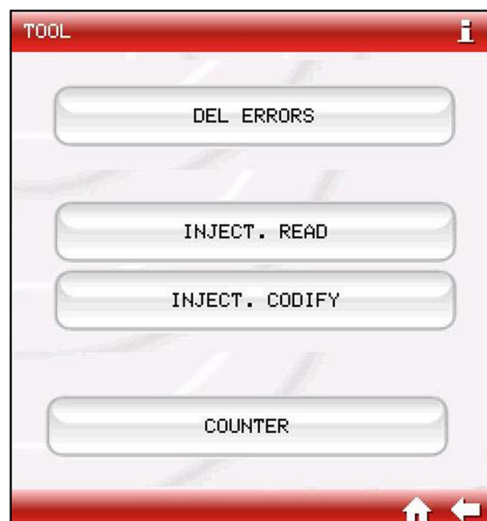 TOOL
i
DEL ERRORS
INJECT. READ
INJECT. CODIFY
COUNTER